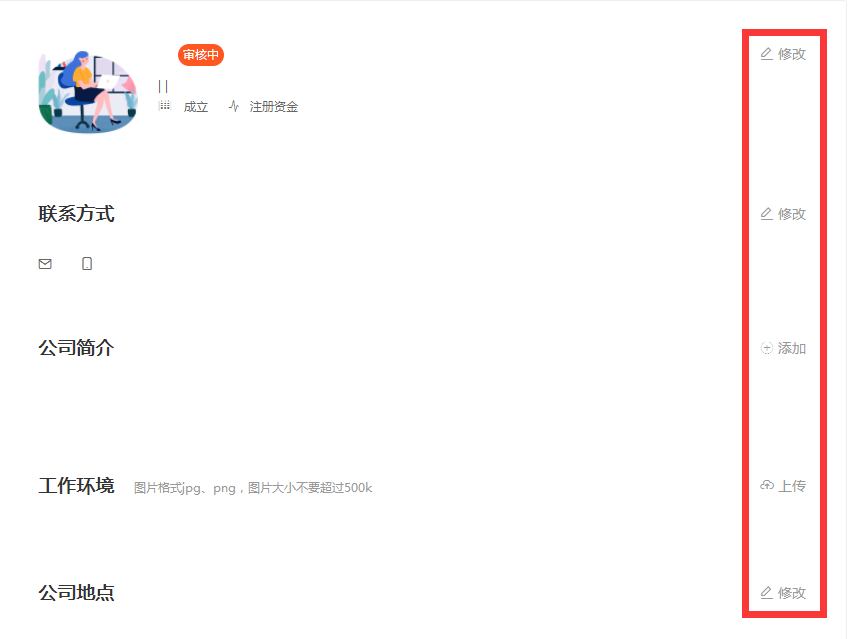 审核中
修改
||
成立 注册资金
联系方式 修改
公司简介 添加
工作环境 图片格式jpg、png，图片大小不要超过500k 上传
公司地点 修改